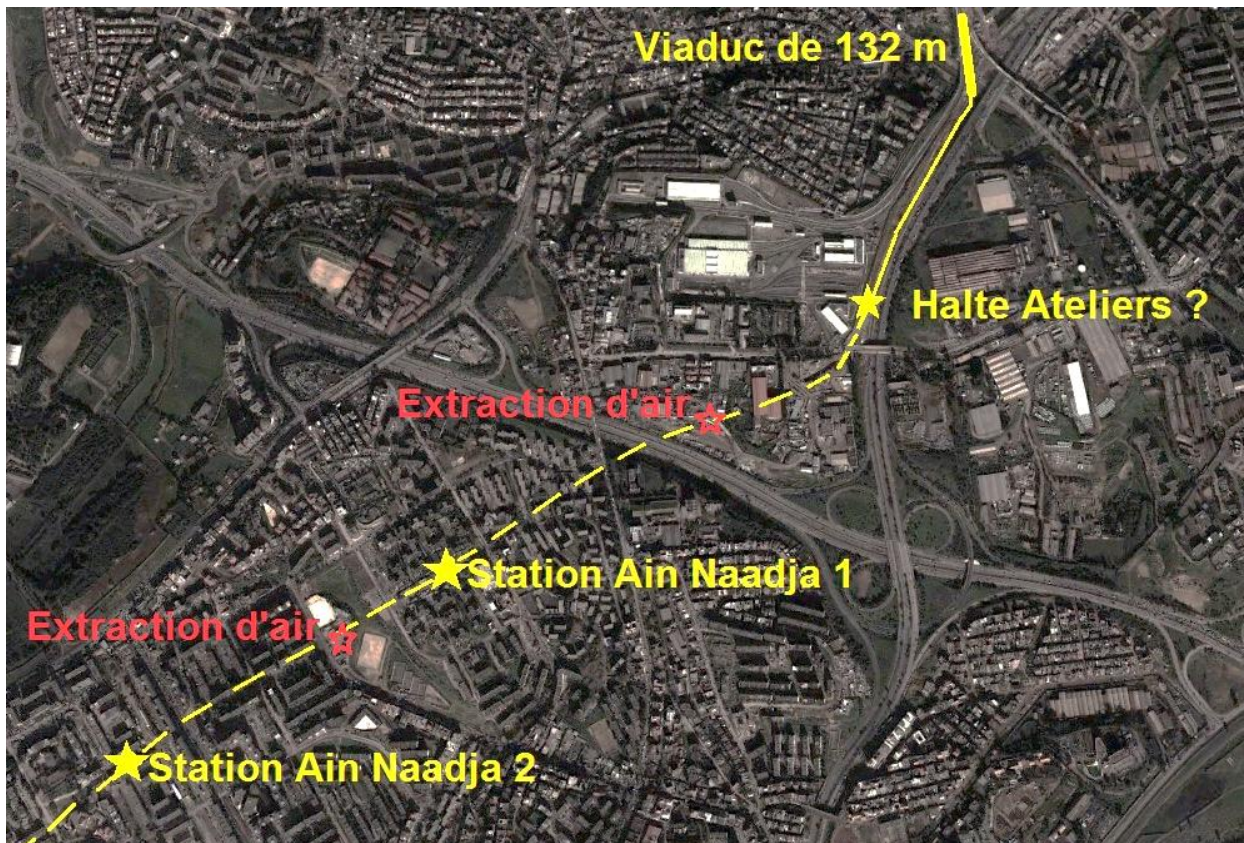 Viaduc de 132 m
Halte Ateliers ?
Extraction d'air
Station Ain Naadja 1
Extraction d'air
Station Ain Naadja 2